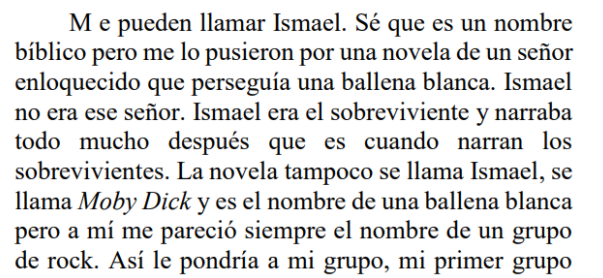 M e pueden llamar Ismael. Sé que es un nombre
bíblico pero me lo pusieron por una novela de un señor
enloquecido que perseguía una ballena blanca. Ismael
no era ese señor. Ismael era el sobreviviente y narraba
todo mucho después que es cuando narran los
sobrevivientes. La novela tampoco se llama Ismael, se
llama Moby Dick y es el nombre de una ballena blanca
pero a mí me pareció siempre el nombre de un grupo
de rock. Así le pondría a mi grupo, mi primer grupo